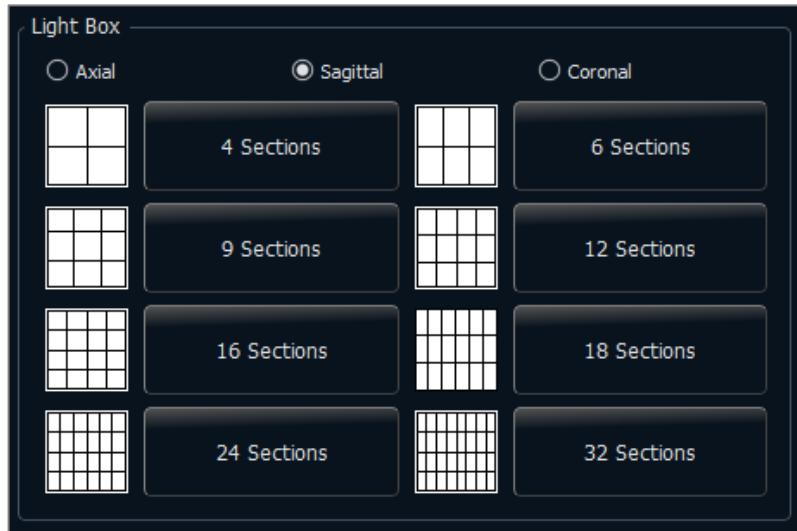 Light Box
Axial Sagittal Coronal
4 Sections 6 Sections
9 Sections 12 Sections
16 Sections 18 Sections
24 Sections 32 Sections